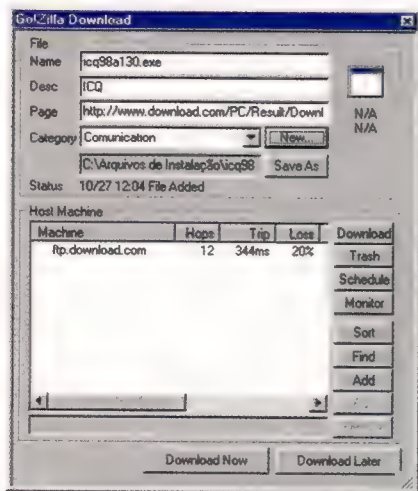 Go!Zilla Download
File
Name icq98a130.exe
Desc ICQ
Page http://www.download.com/PC/Result/Downl
N/A
N/A
Category Comunication New...
C:\Arquivos de Instalação\icq98 Save As
Status 10/27 12:04 File Added
Host Machine
Machine Hops Trip Loss Download
ftp.download.com 12 344ms 20%
Trash
Schedule
Monitor
Sort
Find
Add
Download Now Download Later